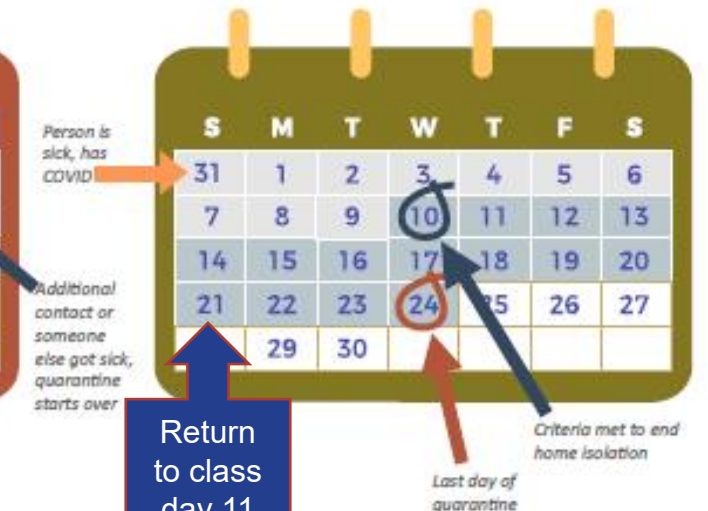 Person is
sick, has
COVID
S M T W T F S
31 1 2 3 4 5 6
7 8 9 10 11 12 13
14 15 16 17 18 19 20
21 22 23 24 25 26 27
29 30
Additional
contact or
someone
else got sick,
quarantine
starts over
Return
to class
day 11
Criteria met to end
home isolation
Last day of
quarantine